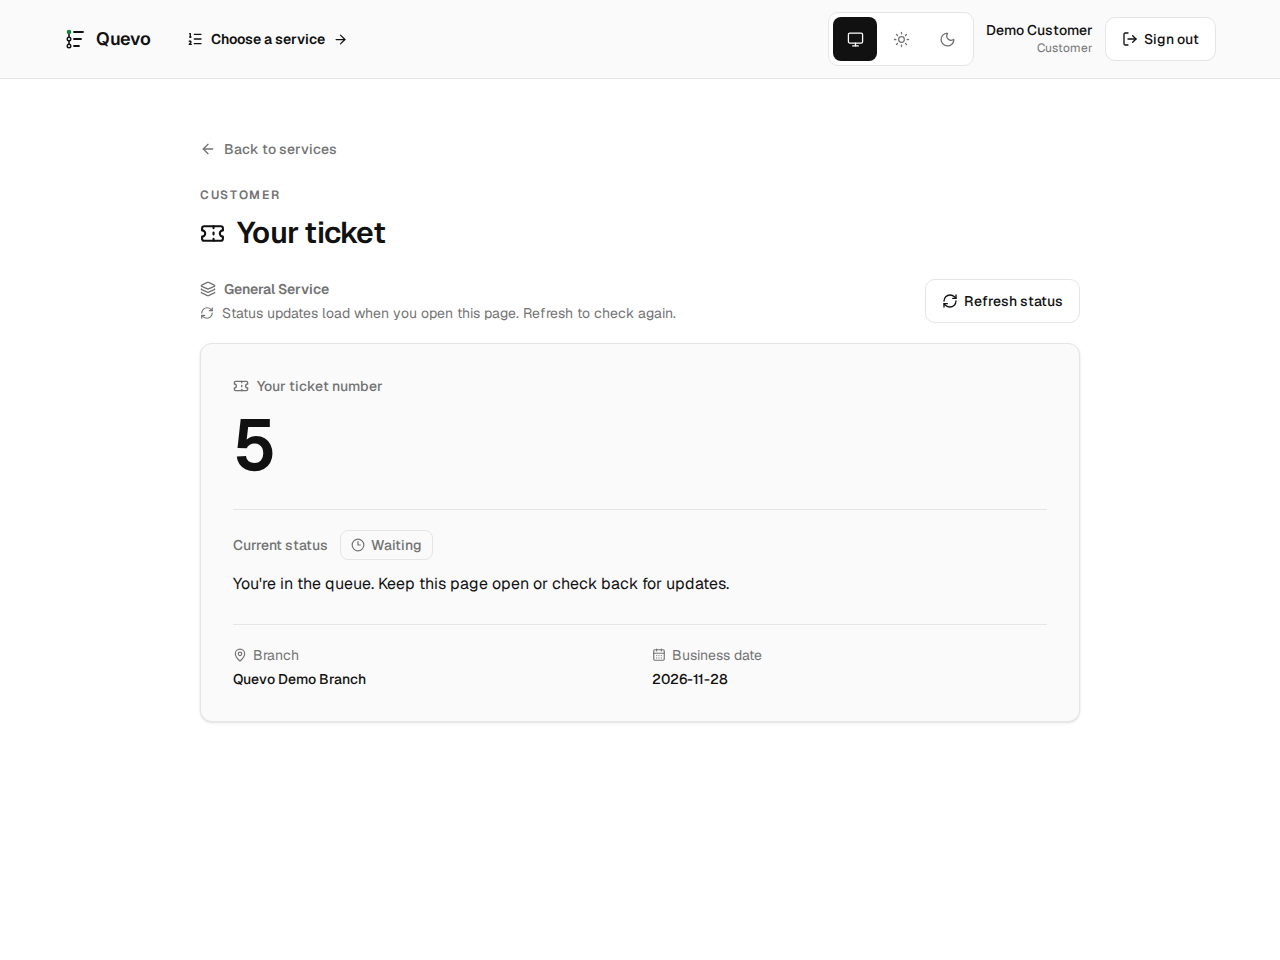 Quevo
Choose a service
Demo Customer
Customer
Sign out
Back to services
CUSTOMER
Your ticket
General Service
Status updates load when you open this page. Refresh to check again.
Refresh status
Your ticket number
5
Current status
Waiting
You're in the queue. Keep this page open or check back for updates.
Branch
Quevo Demo Branch
Business date
2026-11-28